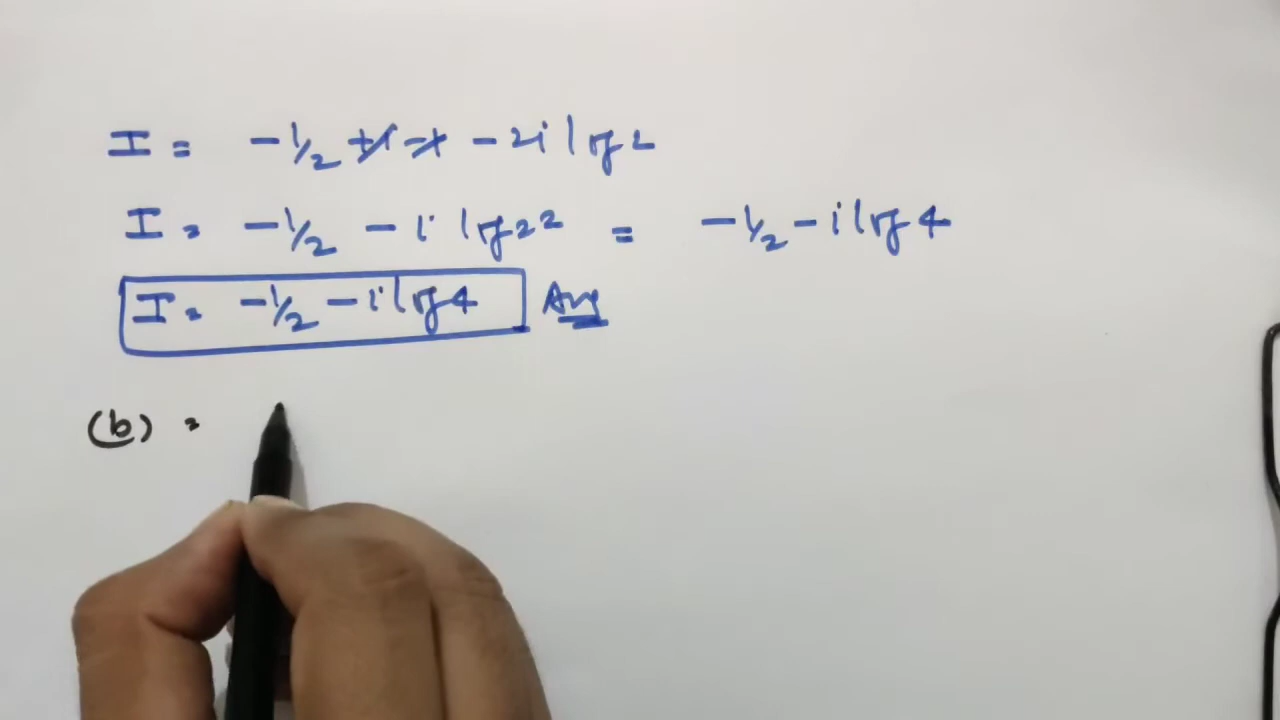 I = -1/2 +1 -1 - 2i log 2
I = -1/2 - i log 2² = -1/2 - i log 4
I = -1/2 - i log 4 Ans
(b) =